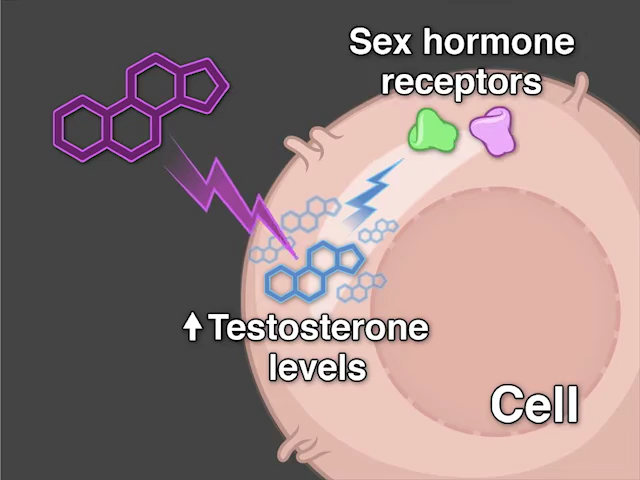 Sex hormone
receptors
⬆Testosterone
levels
Cell